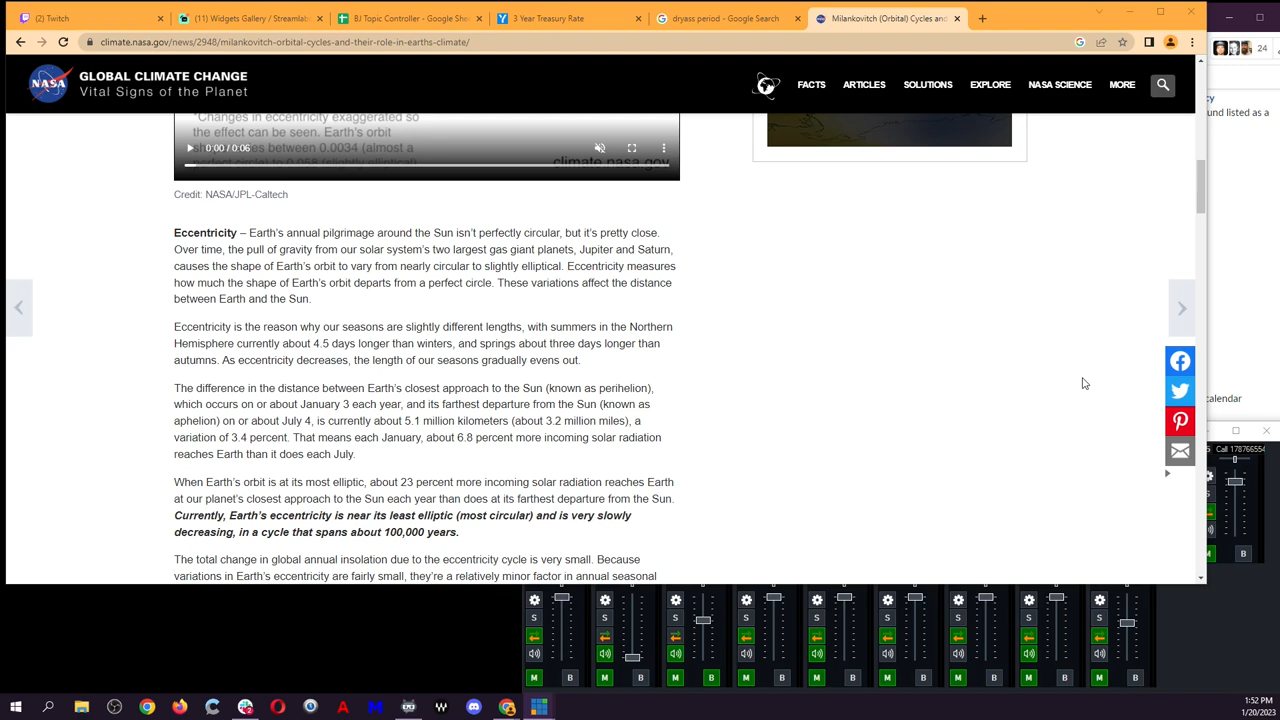 (2) Twitch
(11) Widgets Gallery / Streamlab
BJ Topic Controller - Google She
3 Year Treasury Rate
dryass period - Google Search
Milankovitch (Orbital) Cycles and
climate.nasa.gov/news/2948/milankovitch-orbital-cycles-and-their-role-in-earths-climate/
24
NASA
GLOBAL CLIMATE CHANGE
Vital Signs of the Planet
FACTS
ARTICLES
SOLUTIONS
EXPLORE
NASA SCIENCE
MORE
cy
und listed as a
*Changes in eccentricity exaggerated so
the effect can be seen. Earth's orbit
0:00 / 0:06
climate.nasa.gov
Credit: NASA/JPL-Caltech
Eccentricity – Earth's annual pilgrimage around the Sun isn't perfectly circular, but it's pretty close.
Over time, the pull of gravity from our solar system's two largest gas giant planets, Jupiter and Saturn,
causes the shape of Earth's orbit to vary from nearly circular to slightly elliptical. Eccentricity measures
how much the shape of Earth's orbit departs from a perfect circle. These variations affect the distance
between Earth and the Sun.
Eccentricity is the reason why our seasons are slightly different lengths, with summers in the Northern
Hemisphere currently about 4.5 days longer than winters, and springs about three days longer than
autumns. As eccentricity decreases, the length of our seasons gradually evens out.
The difference in the distance between Earth's closest approach to the Sun (known as perihelion),
which occurs on or about January 3 each year, and its farthest departure from the Sun (known as
aphelion) on or about July 4, is currently about 5.1 million kilometers (about 3.2 million miles), a
variation of 3.4 percent. That means each January, about 6.8 percent more incoming solar radiation
reaches Earth than it does each July.
When Earth's orbit is at its most elliptic, about 23 percent more incoming solar radiation reaches Earth
at our planet's closest approach to the Sun each year than does at its farthest departure from the Sun.
Currently, Earth's eccentricity is near its least elliptic (most circular) and is very slowly
decreasing, in a cycle that spans about 100,000 years.
The total change in global annual insolation due to the eccentricity cycle is very small. Because
variations in Earth's eccentricity are fairly small, they're a relatively minor factor in annual seasonal
calendar
Call 178766554
M B
S S S S S S S S S
M B M B M B M B M B M B M B M B M B
1:52 PM
1/20/2023